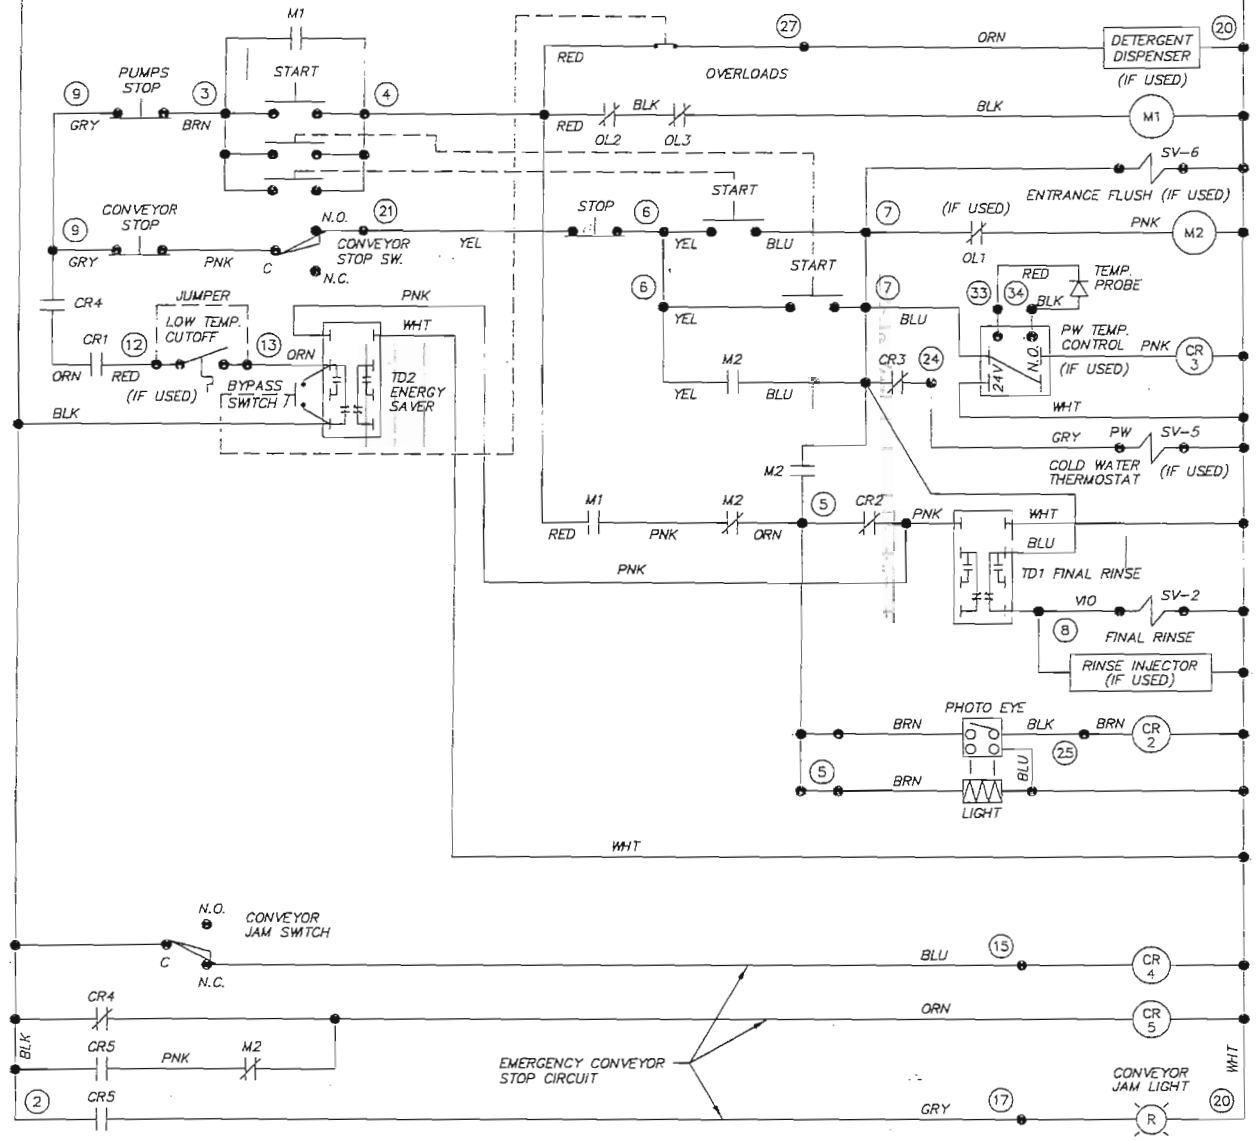 M1
27
ORN
20
RED
DETERGENT
DISPENSER
(IF USED)
OVERLOADS
PUMPS
STOP
START
9
3
4
GRY
BRN
RED
OL2
BLK
OL3
BLK
M1
SV-6
ENTRANCE FLUSH (IF USED)
START
CONVEYOR
STOP
9
N.O.
21
STOP
6
7
(IF USED)
PNK
M2
GRY
PNK
C
CONVEYOR
STOP SW.
YEL
YEL
BLU
OL1
N.C.
START
RED
TEMP.
PROBE
33
34
BLK
CR4
JUMPER
PNK
6
7
YEL
BLU
PW TEMP.
CONTROL
(IF USED)
PNK
CR
3
24V
N.O.
LOW TEMP.
CUTOFF
WHT
CR1
12
13
ORN
ORN
RED
(IF USED)
BYPASS
SWITCH
TD2
ENERGY
SAVER
M2
CR3
24
YEL
BLU
WHT
BLK
GRY
PW
SV-5
COLD WATER
THERMOSTAT
(IF USED)
M2
M1
M2
5
CR2
PNK
WHT
RED
PNK
ORN
BLU
PNK
TD1 FINAL RINSE
VIO
SV-2
8
FINAL RINSE
RINSE INJECTOR
(IF USED)
PHOTO EYE
BRN
BLK
BRN
CR
2
25
5
BLU
BRN
LIGHT
WHT
N.O.
CONVEYOR
JAM SWITCH
C
N.C.
BLU
15
CR
4
CR4
ORN
CR
5
BLK
CR5
PNK
M2
EMERGENCY CONVEYOR
STOP CIRCUIT
WHT
CONVEYOR
JAM LIGHT
2
CR5
GRY
17
R
20